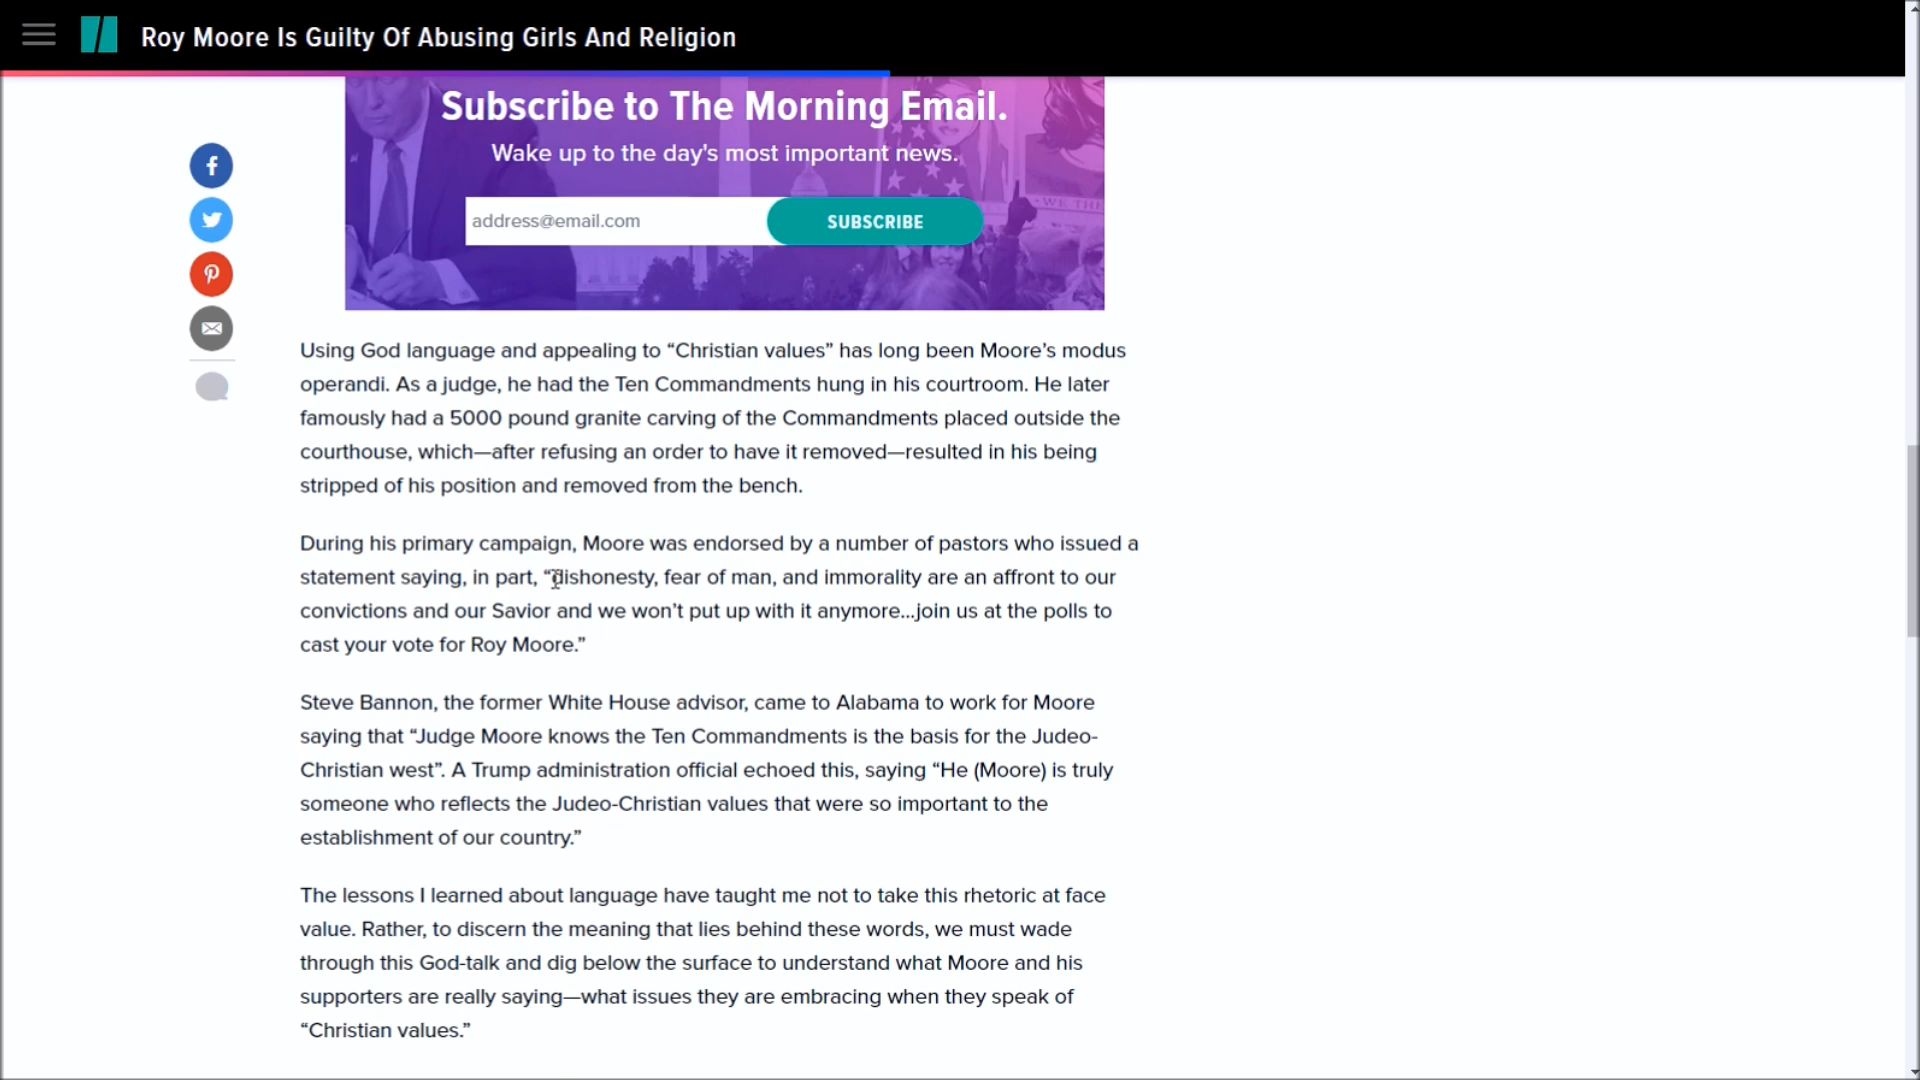 Roy Moore Is Guilty Of Abusing Girls And Religion
Subscribe to The Morning Email.
Wake up to the day's most important news.
address@email.com
SUBSCRIBE
Using God language and appealing to “Christian values” has long been Moore’s modus
operandi. As a judge, he had the Ten Commandments hung in his courtroom. He later
famously had a 5000 pound granite carving of the Commandments placed outside the
courthouse, which—after refusing an order to have it removed—resulted in his being
stripped of his position and removed from the bench.
During his primary campaign, Moore was endorsed by a number of pastors who issued a
statement saying, in part, “dishonesty, fear of man, and immorality are an affront to our
convictions and our Savior and we won’t put up with it anymore...join us at the polls to
cast your vote for Roy Moore.”
Steve Bannon, the former White House advisor, came to Alabama to work for Moore
saying that “Judge Moore knows the Ten Commandments is the basis for the Judeo-
Christian west”. A Trump administration official echoed this, saying “He (Moore) is truly
someone who reflects the Judeo-Christian values that were so important to the
establishment of our country.”
The lessons I learned about language have taught me not to take this rhetoric at face
value. Rather, to discern the meaning that lies behind these words, we must wade
through this God-talk and dig below the surface to understand what Moore and his
supporters are really saying—what issues they are embracing when they speak of
“Christian values.”